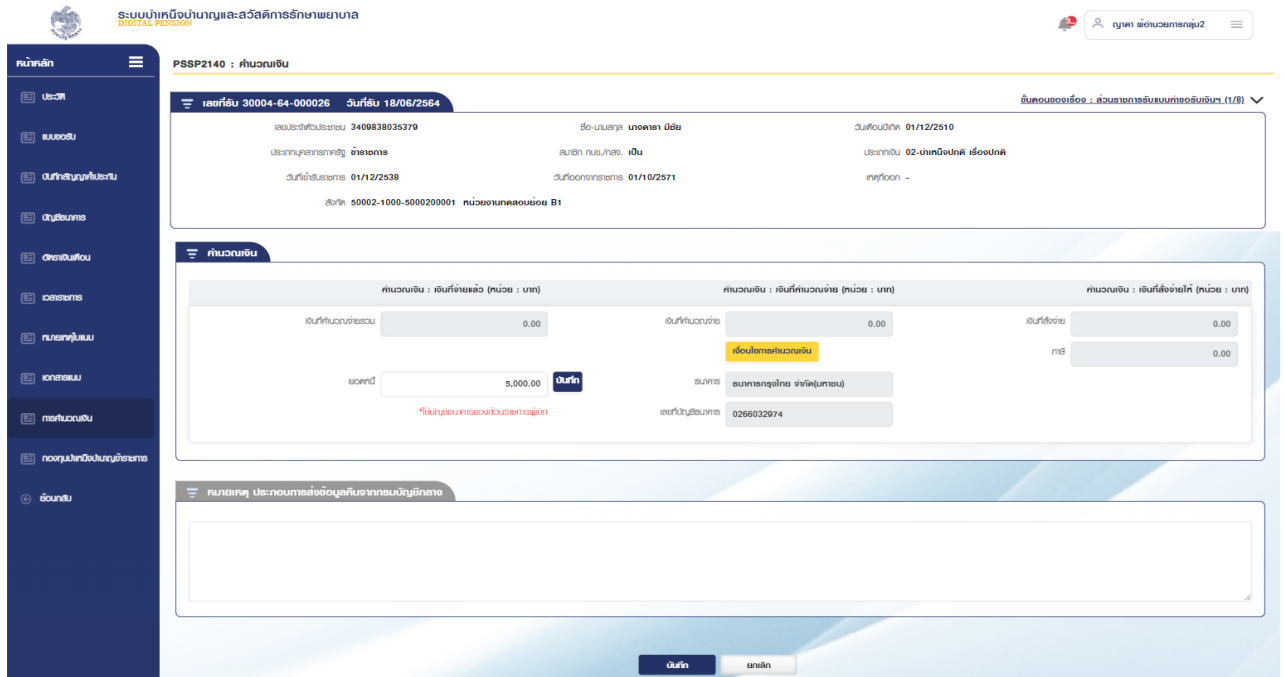 ระบบบำเหน็จบำนาญและสวัสดิการรักษาพยาบาล
DIGITAL PENSION
ญาดา ผู้อำนวยการกลุ่ม2
หน้าหลัก
PSSP2140 : คำนวณเงิน
ประวัติ
แบบขอรับ
บันทึกสัญญาค้ำประกัน
บัญชีธนาคาร
อัตราเงินเดือน
เวลาราชการ
หมายเหตุใบแนบ
เอกสารแนบ
การคำนวณเงิน
กองทุนบำเหน็จบำนาญข้าราชการ
ย้อนกลับ
เลขที่รับ 30004-64-000026 วันที่รับ 18/06/2564
ขั้นตอนของเรื่อง : ส่วนราชการรับแบบคำขอรับเงินฯ (1/8)
เลขประจำตัวประชาชน 3409838035379 ชื่อ-นามสกุล นางดารา มีชัย วันเดือนปีเกิด 01/12/2510
ประเภทบุคลากรภาครัฐ ข้าราชการ สมาชิก กบข./กสจ. เป็น ประเภทเงิน 02-บำเหน็จปกติ เรื่องปกติ
วันที่เข้ารับราชการ 01/12/2538 วันที่ออกจากราชการ 01/10/2571 เหตุที่ออก -
สังกัด 50002-1000-5000200001 หน่วยงานทดสอบย่อย B1
คำนวณเงิน
คำนวณเงิน : เงินที่จ่ายแล้ว (หน่วย : บาท) คำนวณเงิน : เงินที่คำนวณจ่าย (หน่วย : บาท) คำนวณเงิน : เงินที่สั่งจ่ายให้ (หน่วย : บาท)
เงินที่คำนวณจ่ายรวม 0.00 เงินที่คำนวณจ่าย 0.00 เงินที่สั่งจ่าย 0.00
เงื่อนไขการคำนวณเงิน ภาษี 0.00
ยอดหนี้ 5,000.00 บันทึก ธนาคาร ธนาคารกรุงไทย จำกัด(มหาชน)
*ใช้บัญชีธนาคารของส่วนราชการผู้เบิก เลขที่บัญชีธนาคาร 0266032974
หมายเหตุ ประกอบการส่งข้อมูลคืนจากกรมบัญชีกลาง
บันทึก ยกเลิก